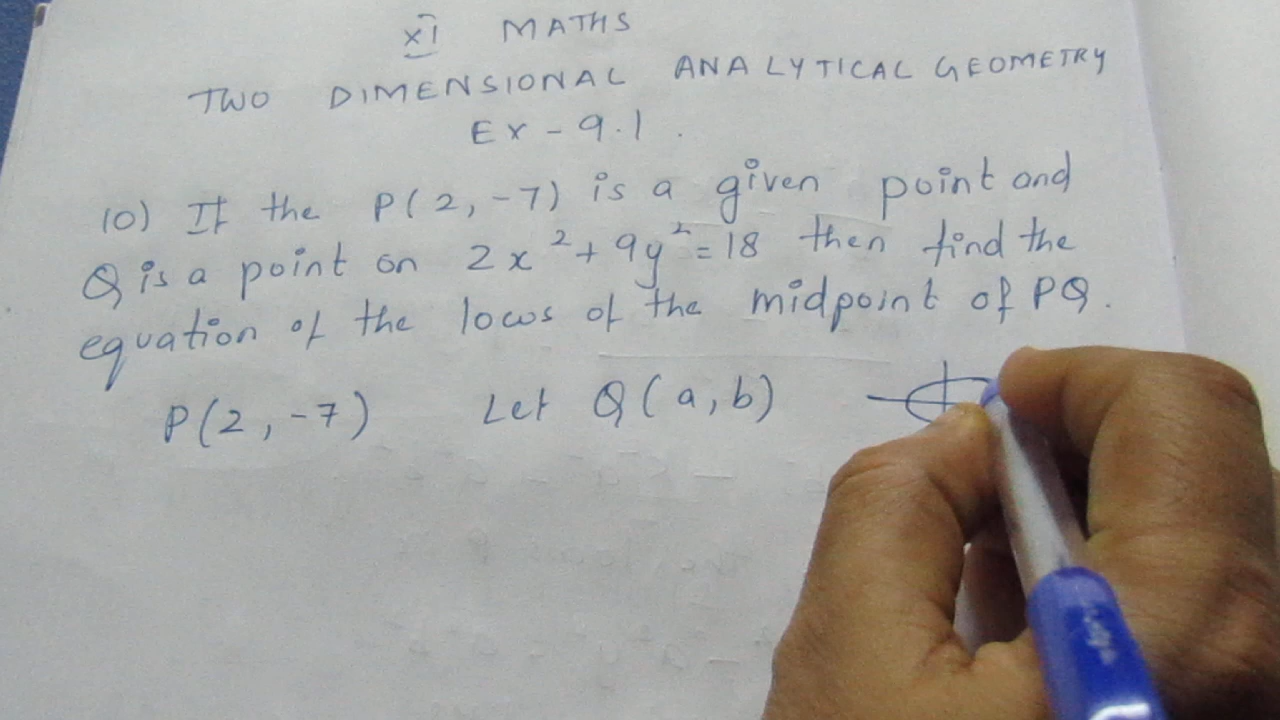 XI MATHS
TWO DIMENSIONAL ANALYTICAL GEOMETRY
EX - 9.1.
10) If the P(2,-7) is a given point and
Q is a point on 2x²+9y²=18 then find the
equation of the locus of the midpoint of PQ.
P(2,-7) Let Q(a,b)